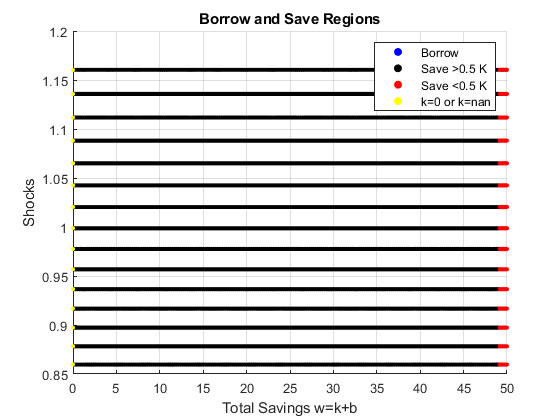 Borrow and Save Regions
1.2
1.15
1.1
1.05
1
0.95
0.9
0.85
Shocks
Borrow
Save >0.5 K
Save <0.5 K
k=0 or k=nan
0 5 10 15 20 25 30 35 40 45 50
Total Savings w=k+b